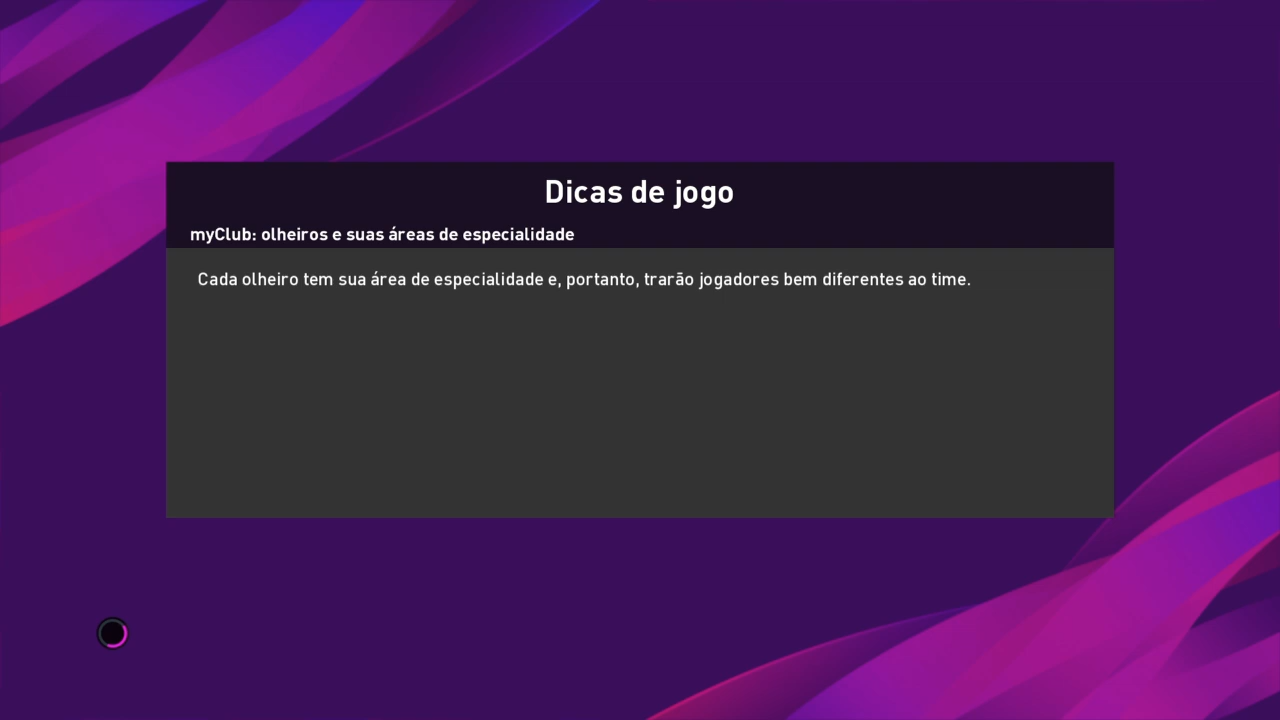 Dicas de jogo
myClub: olheiros e suas áreas de especialidade
Cada olheiro tem sua área de especialidade e, portanto, trarão jogadores bem diferentes ao time.